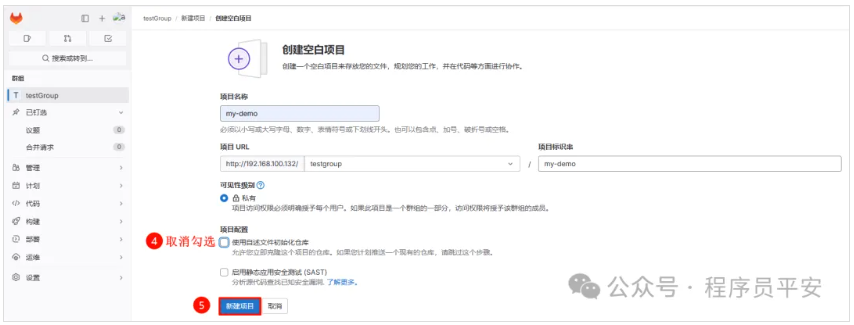 testGroup / 新建项目 / 创建空白项目
搜索或转到...
群组
T testGroup
已钉选
议题 0
合并请求 0
管理
计划
代码
构建
部署
运维
设置
创建空白项目
创建一个空白项目来存放您的文件，规划您的工作，并在代码等方面进行协作。
项目名称
my-demo
必须以小写或大写字母、数字、表情符号或下划线开头。也可以包含点、加号、破折号或空格。
项目 URL
项目标识串
http://192.168.100.132/ testgroup / my-demo
可见性级别
私有
项目访问权限必须明确授予每个用户。如果此项目是一个群组的一部分，访问权限将授予该群组的成员。
项目配置
4 取消勾选 使用自述文件初始化仓库
允许您立即克隆这个项目的仓库。如果您计划推送一个现有的仓库，请跳过这个步骤。
启用静态应用安全测试 (SAST)
分析源代码查找已知安全漏洞. 了解更多。
5 新建项目 取消
公众号 · 程序员平安